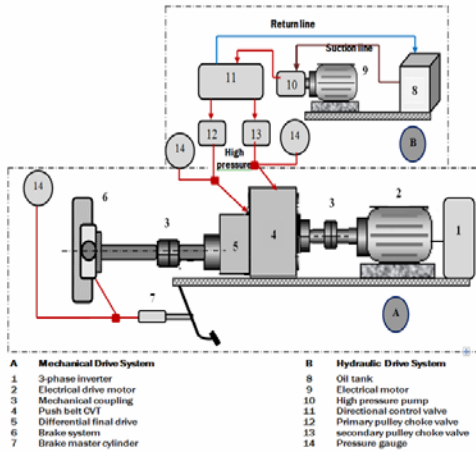 Return line
Suction line
9
11
10
8
12
13
14
14
High
pressure
B
14
6
3
3
2
5
4
1
7
A
A Mechanical Drive System
1 3-phase inverter
2 Electrical drive motor
3 Mechanical coupling
4 Push belt CVT
5 Differential final drive
6 Brake system
7 Brake master cylinder
B Hydraulic Drive System
8 Oil tank
9 Electrical motor
10 High pressure pump
11 Directional control valve
12 Primary pulley choke valve
13 secondary pulley choke valve
14 Pressure gauge